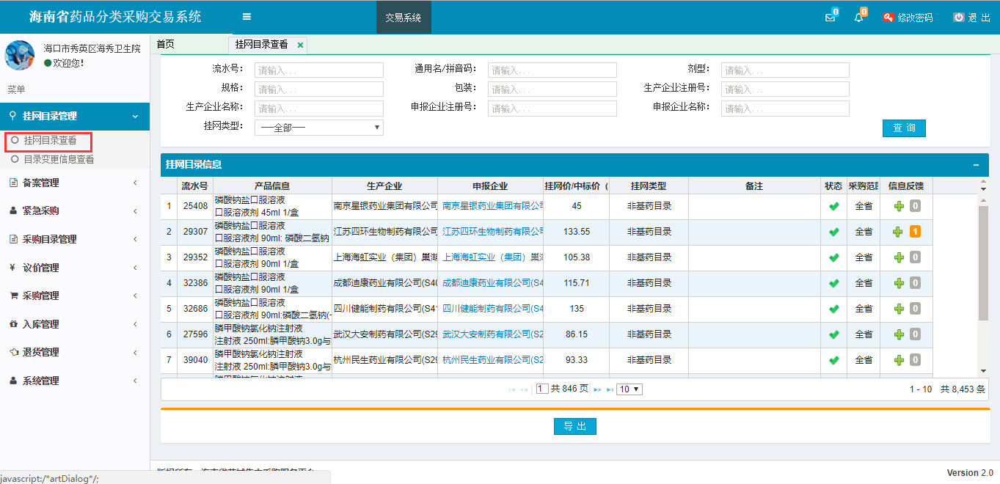 海南省药品分类采购交易系统 交易系统 0 0 修改密码 退 出
海口市秀英区海秀卫生院
欢迎您!
菜单
挂网目录管理
挂网目录查看
目录变更信息查看
备案管理
紧急采购
采购目录管理
议价管理
采购管理
入库管理
退货管理
系统管理
首页 挂网目录查看 ×
流水号: 请输入... 通用名/拼音码: 请输入... 剂型: 请输入...
规格: 请输入... 包装: 请输入... 生产企业注册号: 请输入...
生产企业名称: 请输入... 申报企业注册号: 请输入... 申报企业名称: 请输入...
挂网类型: ──全部── 查 询
挂网目录信息
流水号 产品信息 生产企业 申报企业 挂网价/中标价( 挂网类型 备注 状态 采购范围 信息反馈
1 25408 磷酸钠盐口服溶液
口服溶液剂 45ml 1/盒 南京星银药业集团有限公司 南京星银药业集团有限公司 45 非基药目录 全省 0
2 29307 磷酸钠盐口服溶液
口服溶液剂 90ml: 磷酸二氢钠 江苏四环生物制药有限公司 江苏四环生物制药有限公司 133.55 非基药目录 全省 1
3 29352 磷酸钠盐口服溶液
口服溶液剂 90ml 1/盒 上海海虹实业（集团）巢湖 上海海虹实业（集团）巢湖 105.38 非基药目录 全省 0
4 32386 磷酸钠盐口服溶液
口服溶液剂 90ml 1/盒 成都迪康药业有限公司(S40 成都迪康药业有限公司(S4 115.71 非基药目录 全省 0
5 32686 磷酸钠盐口服溶液
口服溶液剂 90ml:磷酸二氢钠(- 四川健能制药有限公司(S41 四川健能制药有限公司(S4 135 非基药目录 全省 0
6 27596 膦甲酸钠氯化钠注射液
注射液 250ml:膦甲酸钠3.0g与 武汉大安制药有限公司(S29 武汉大安制药有限公司(S2 86.15 非基药目录 全省 0
7 39040 膦甲酸钠氯化钠注射液
注射液 250ml:膦甲酸钠3.0g与 杭州民生药业有限公司(S29 杭州民生药业有限公司(S2 93.33 非基药目录 全省 0
1 共 846 页 10 1 - 10 共 8,453 条
导 出
Version 2.0
javascript:/*artDialog*/;